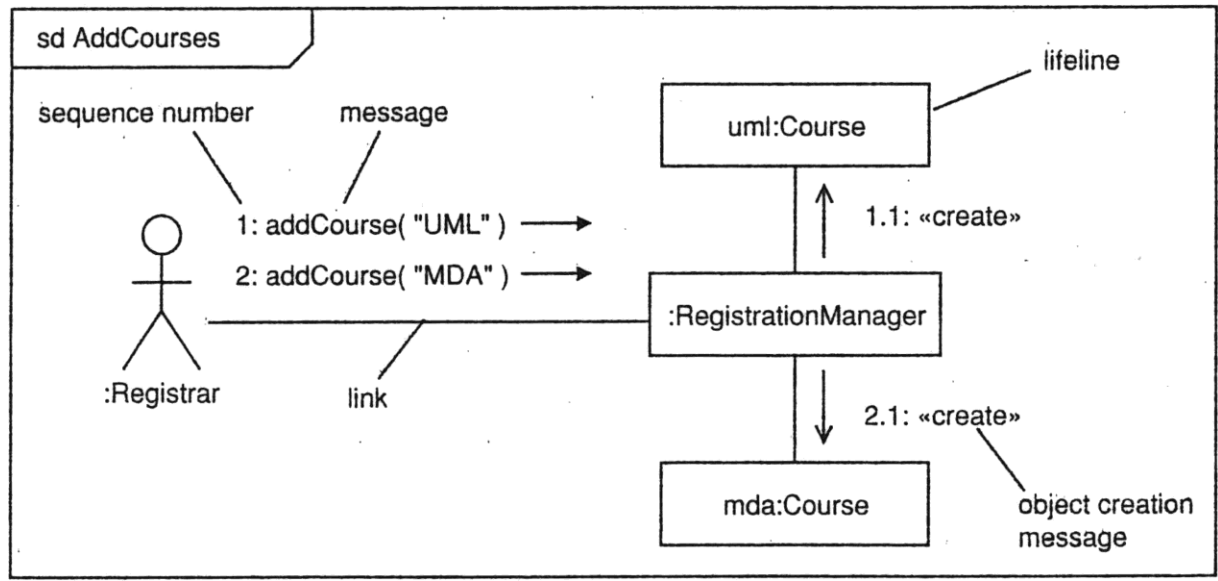 sd AddCourses
lifeline
sequence number
message
uml:Course
1: addCourse( "UML" )
1.1: «create»
2: addCourse( "MDA" )
:RegistrationManager
:Registrar
link
2.1: «create»
mda:Course
object creation
message